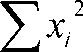 ∑ xᵢ²